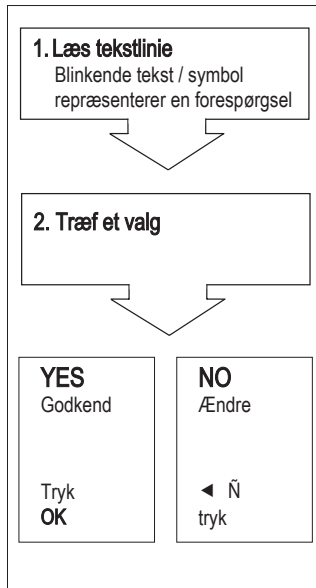 1. Læs tekstlinie
Blinkende tekst / symbol
repræsenterer en forespørgsel
2. Træf et valg
YES
Godkend
Tryk
OK
NO
Ændre
◄ Ñ
tryk